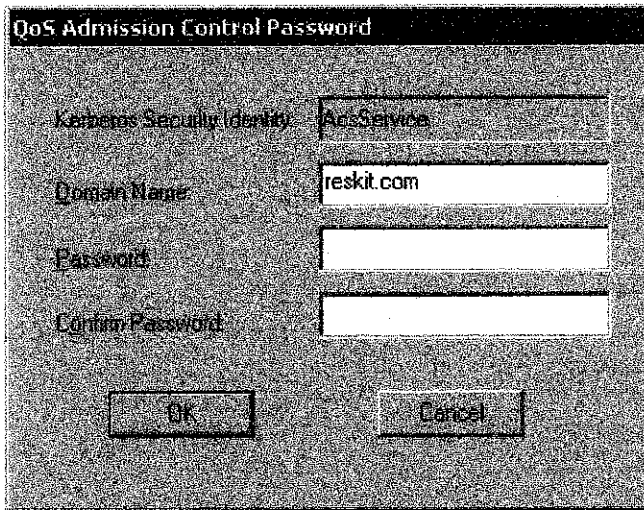 QoS Admission Control Password
Kerberos Security Identity: AcsService
Domain Name: reskit.com
Password:
Confirm Password:
OK
Cancel